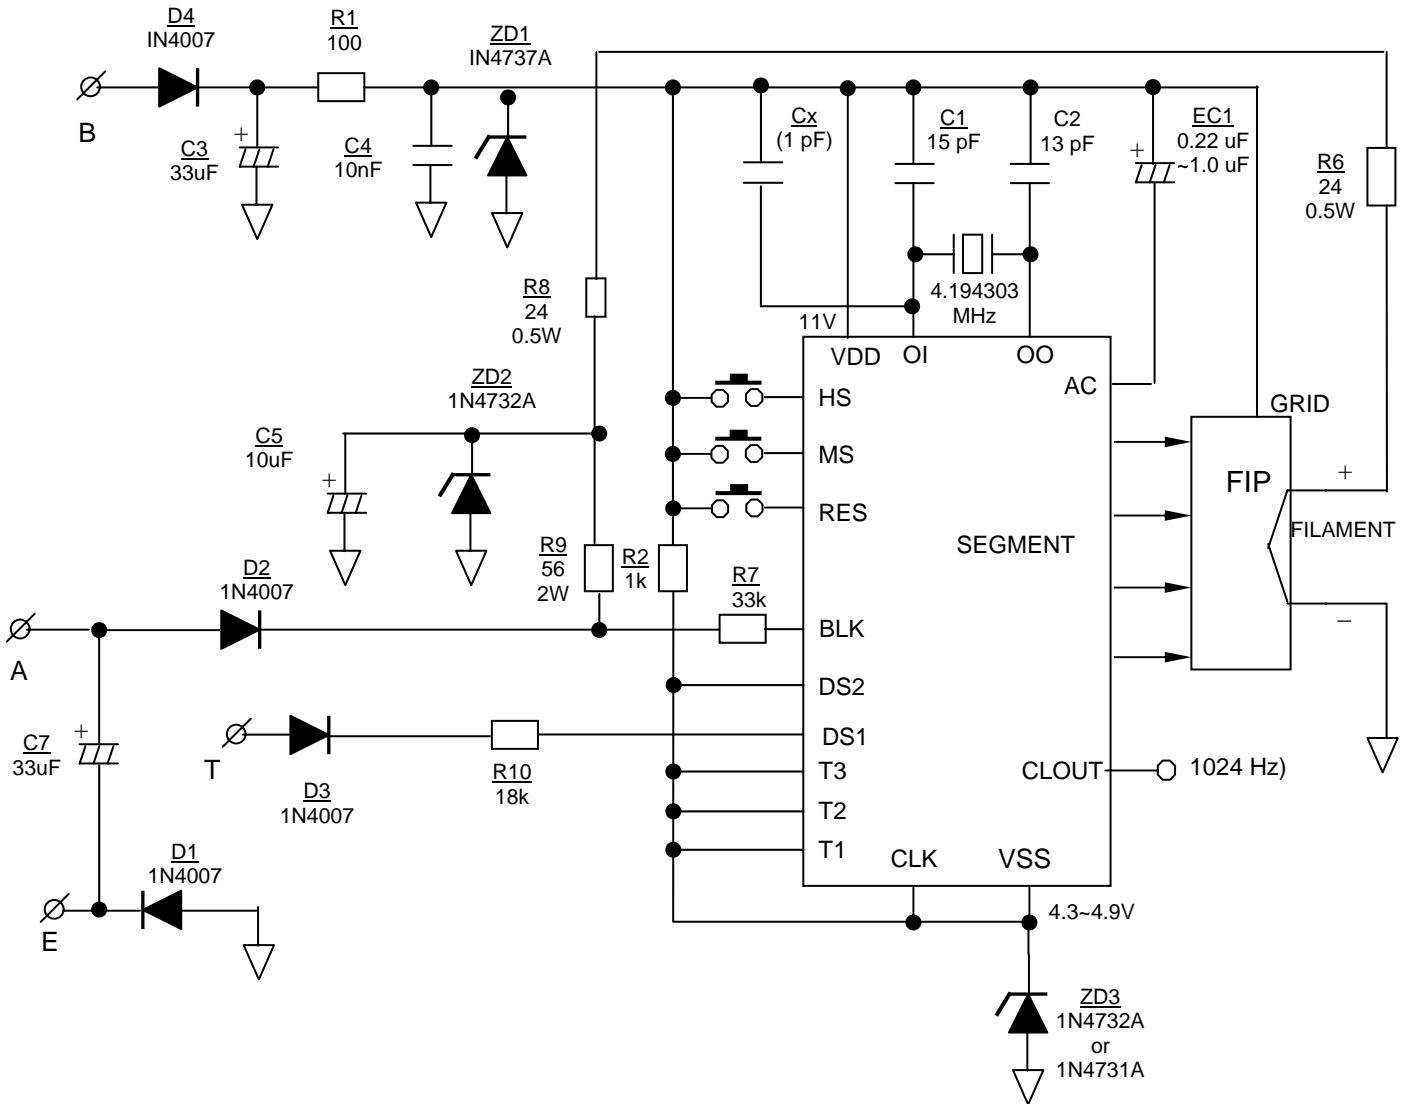 D4
IN4007
R1
100
ZD1
IN4737A
B
+
C3
33uF
C4
10nF
Cx
(1 pF)
C1
15 pF
C2
13 pF
EC1
0.22 uF
~1.0 uF
+
R6
24
0.5W
R8
24
0.5W
4.194303
MHz
11V
VDD
OI
OO
AC
HS
MS
RES
GRID
FIP
+
FILAMENT
–
ZD2
1N4732A
C5
10uF
+
SEGMENT
R9
56
2W
R2
1k
R7
33k
D2
1N4007
A
BLK
DS2
DS1
T3
T2
T1
+
C7
33uF
T
D3
1N4007
R10
18k
CLOUT
1024 Hz)
D1
1N4007
E
CLK
VSS
4.3~4.9V
ZD3
1N4732A
or
1N4731A